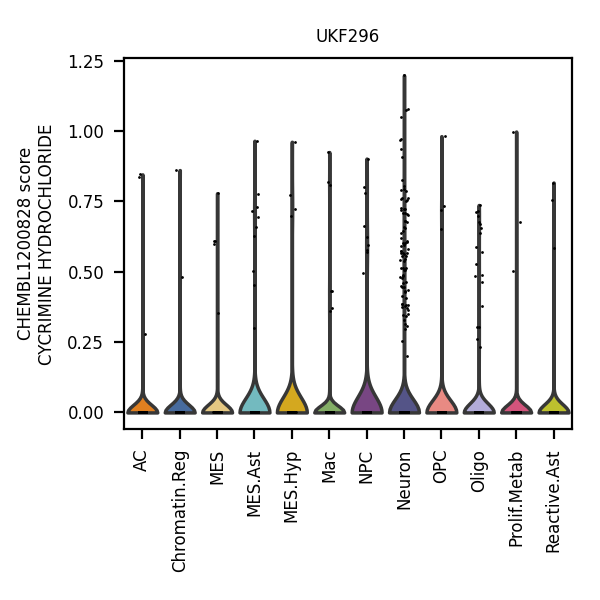 UKF296
CHEMBL1200828 score
CYCRIMINE HYDROCHLORIDE
1.25
1.00
0.75
0.50
0.25
0.00
AC
Chromatin.Reg
MES
MES.Ast
MES.Hyp
Mac
NPC
Neuron
OPC
Oligo
Prolif.Metab
Reactive.Ast